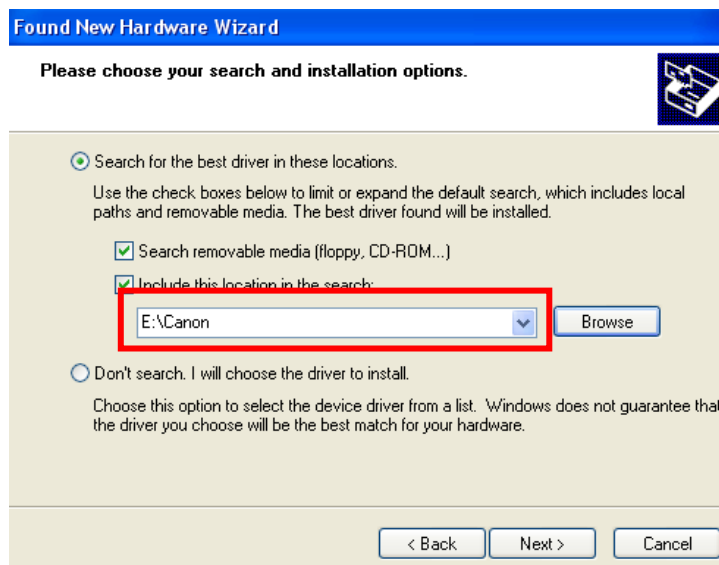 Found New Hardware Wizard
Please choose your search and installation options.
Search for the best driver in these locations.
Use the check boxes below to limit or expand the default search, which includes local
paths and removable media. The best driver found will be installed.
Search removable media (floppy, CD-ROM...)
Include this location in the search:
E:\Canon
Browse
Don't search. I will choose the driver to install.
Choose this option to select the device driver from a list. Windows does not guarantee that
the driver you choose will be the best match for your hardware.
< Back Next > Cancel